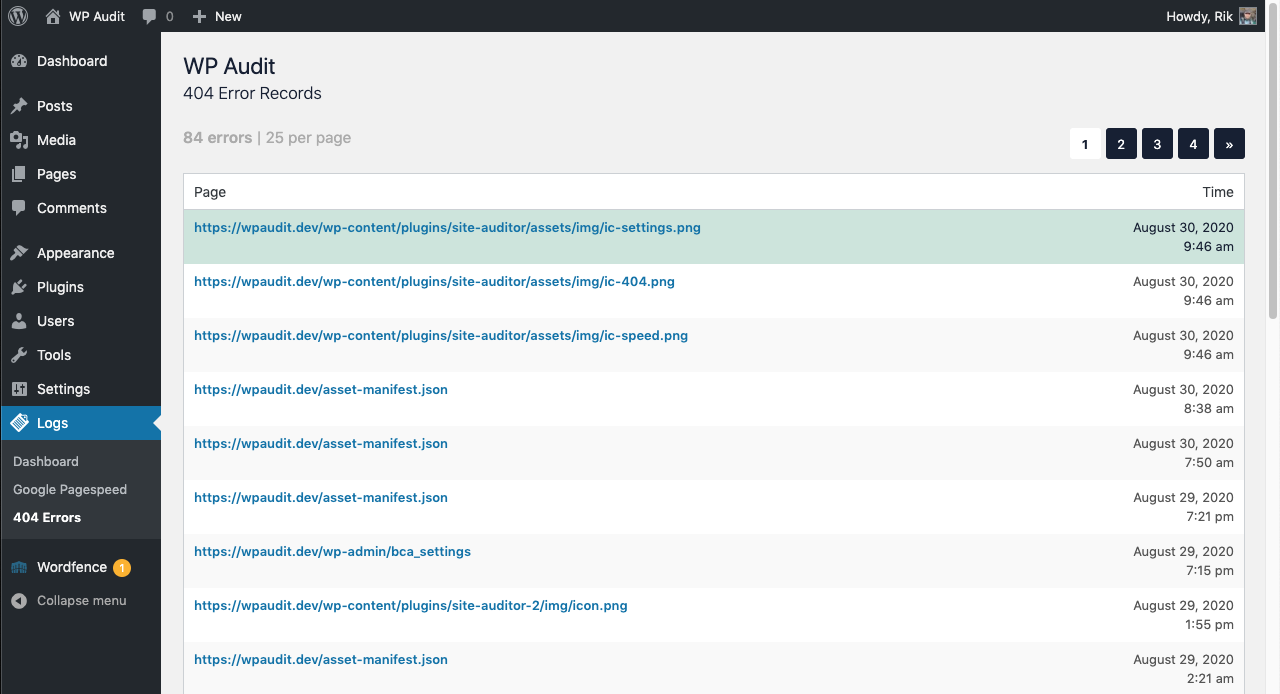 WP Audit
0
New
Howdy, Rik
Dashboard
Posts
Media
Pages
Comments
Appearance
Plugins
Users
Tools
Settings
Logs
Dashboard
Google Pagespeed
404 Errors
Wordfence 1
Collapse menu
WP Audit
404 Error Records
84 errors | 25 per page
1 2 3 4 »
Page Time
https://wpaudit.dev/wp-content/plugins/site-auditor/assets/img/ic-settings.png August 30, 2020
9:46 am
https://wpaudit.dev/wp-content/plugins/site-auditor/assets/img/ic-404.png August 30, 2020
9:46 am
https://wpaudit.dev/wp-content/plugins/site-auditor/assets/img/ic-speed.png August 30, 2020
9:46 am
https://wpaudit.dev/asset-manifest.json August 30, 2020
8:38 am
https://wpaudit.dev/asset-manifest.json August 30, 2020
7:50 am
https://wpaudit.dev/asset-manifest.json August 29, 2020
7:21 pm
https://wpaudit.dev/wp-admin/bca_settings August 29, 2020
7:15 pm
https://wpaudit.dev/wp-content/plugins/site-auditor-2/img/icon.png August 29, 2020
1:55 pm
https://wpaudit.dev/asset-manifest.json August 29, 2020
2:21 am